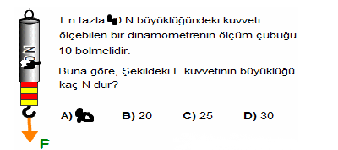 En fazla N büyüklüğündeki kuvveti
ölçebilen bir dinamometrenin ölçüm çubuğu
10 bölmelidir.
Buna göre, Şekildeki F kuvvetinin büyüklüğü
kaç N dur?
A) B) 20 C) 25 D) 30
N
F